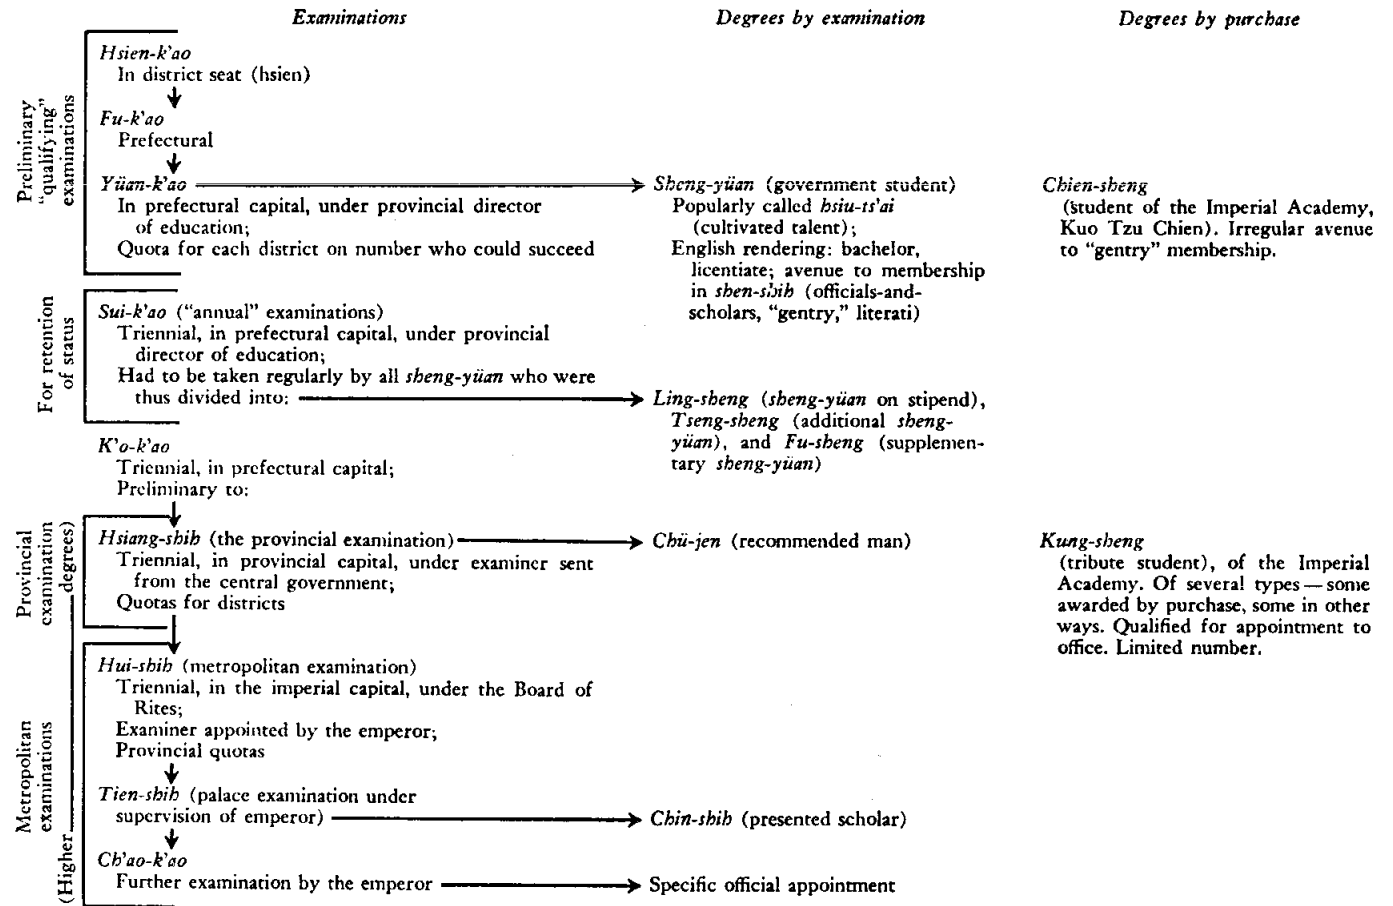 Examinations
Degrees by examination
Degrees by purchase
Preliminary
"qualifying"
examinations
Hsien-k'ao
In district seat (hsien)
Fu-k'ao
Prefectural
Yüan-k'ao
In prefectural capital, under provincial director
of education;
Quota for each district on number who could succeed
Sheng-yüan (government student)
Popularly called hsiu-ts'ai
(cultivated talent);
English rendering: bachelor,
licentiate; avenue to membership
in shen-shih (officials-and-
scholars, "gentry," literati)
Chien-sheng
(student of the Imperial Academy,
Kuo Tzu Chien). Irregular avenue
to "gentry" membership.
For retention
of status
Sui-k'ao ("annual" examinations)
Triennial, in prefectural capital, under provincial
director of education;
Had to be taken regularly by all sheng-yüan who were
thus divided into:
Ling-sheng (sheng-yüan on stipend),
Tseng-sheng (additional sheng-
yüan), and Fu-sheng (supplemen-
tary sheng-yüan)
K'o-k'ao
Triennial, in prefectural capital;
Preliminary to:
Provincial
examination
(Higher degrees)
Hsiang-shih (the provincial examination)
Triennial, in provincial capital, under examiner sent
from the central government;
Quotas for districts
Chü-jen (recommended man)
Kung-sheng
(tribute student), of the Imperial
Academy. Of several types—some
awarded by purchase, some in other
ways. Qualified for appointment to
office. Limited number.
Metropolitan
examinations
Hui-shih (metropolitan examination)
Triennial, in the imperial capital, under the Board of
Rites;
Examiner appointed by the emperor;
Provincial quotas
Tien-shih (palace examination under
supervision of emperor)
Chin-shih (presented scholar)
Ch'ao-k'ao
Further examination by the emperor
Specific official appointment